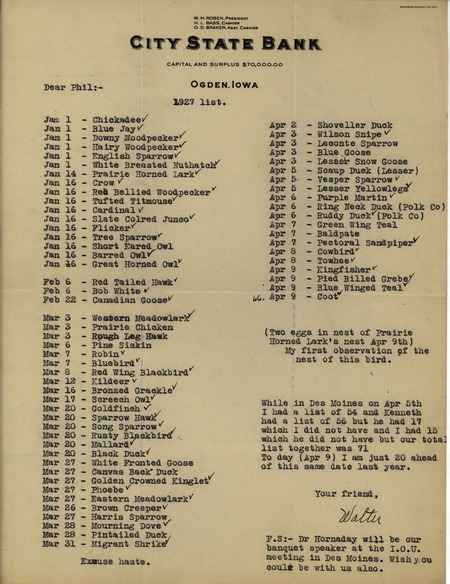 W. M. ROSEN, PRESIDENT
H. L. BASS, CASHIER
O. D. BRAKER, ASST. CASHIER
CITY STATE BANK
CAPITAL AND SURPLUS $70,000.00
OGDEN, IOWA
Dear Phil:-
1927 list.
Jan 1 - Chickadee✓
Jan 1 - Blue Jay✓
Jan 1 - Downy Woodpecker✓
Jan 1 - Hairy Woodpecker✓
Jan 1 - English Sparrow✓
Jan 1 - White Breasted Nuthatch✓
Jan 14 - Prairie Horned Lark✓
Jan 16 - Crow✓
Jan 16 - Red Bellied Woodpecker✓
Jan 16 - Tufted Titmouse✓
Jan 16 - Cardinal✓
Jan 16 - Slate Colred Junco✓
Jan 16 - Flicker✓
Jan 16 - Tree Sparrow✓
Jan 16 - Short Eared Owl
Jan 16 - Barred Owl✓
Jan 16 - Great Horned Owl✓
Feb 6 - Red Tailed Hawk✓
Feb 6 - Bob White✓
Feb 22 - Canadian Goose✓
Mar 3 - Western Meadowlark✓
Mar 3 - Prairie Chicken
Mar 3 - Rough Leg Hawk
Mar 6 - Pine Siskin
Mar 7 - Robin✓
Mar 7 - Bluebird✓
Mar 8 - Red Wing Blackbird✓
Mar 12 - Kildeer✓
Mar 16 - Bronzed Grackle✓
Mar 17 - Screech Owl✓
Mar 20 - Goldfinch✓
Mar 20 - Sparrow Hawk✓
Mar 20 - Song Sparrow✓
Mar 20 - Rusty Blackbird✓
Mar 20 - Mallard✓
Mar 20 - Black Duck✓
Mar 27 - White Fronted Goose
Mar 27 - Canvas Back Duck
Mar 27 - Golden Crowned Kinglet✓
Mar 27 - Phoebe✓
Mar 27 - Eastern Meadowlark✓
Mar 26 - Brown Creeper✓
Mar 27 - Harris Sparrow
Mar 28 - Mourning Dove✓
Mar 28 - Pintailed Duck
Mar 31 - Migrant Shrike✓
Excuse haste.
Apr 2 - Shoveller Duck
Apr 3 - Wilson Snipe✓
Apr 3 - Leconte Sparrow
Apr 3 - Blue Goose
Apr 3 - Lesser Snow Goose
Apr 5 - Scaup Duck (Lesser)
Apr 5 - Vesper Sparrow✓
Apr 5 - Lesser Yellowlegs✓
Apr 6 - Purple Martin✓
Apr 6 - Ring Neck Duck (Polk Co)
Apr 6 - Ruddy Duck✓(Polk Co)
Apr 7 - Green Wing Teal
Apr 7 - Baldpate
Apr 7 - Pectoral Sandpiper✓
Apr 8 - Cowbird✓
Apr 8 - Towhee✓
Apr 9 - Kingfisher✓
Apr 9 - Pied Billed Grebe✓
Apr 9 - Blue Winged Teal✓
66. Apr 9 - Coot✓
(Two eggs in nest of Prairie
Horned Lark's nest Apr 9th)
My first observation of the
nest of this bird.
While in Des Moines on Apr 5th
I had a list of 54 and Kenneth
had a list of 56 but he had 17
which I did not have and I had 15
which he did not have but our total
list together was 71
To day (Apr 9) I am just 20 ahead
of this same date last year.
Your friend,
Walter
P.S:- Dr Hornaday will be our
banquet speaker at the I.O.U.
meeting in Des Moines. Wish you
could be with us also.